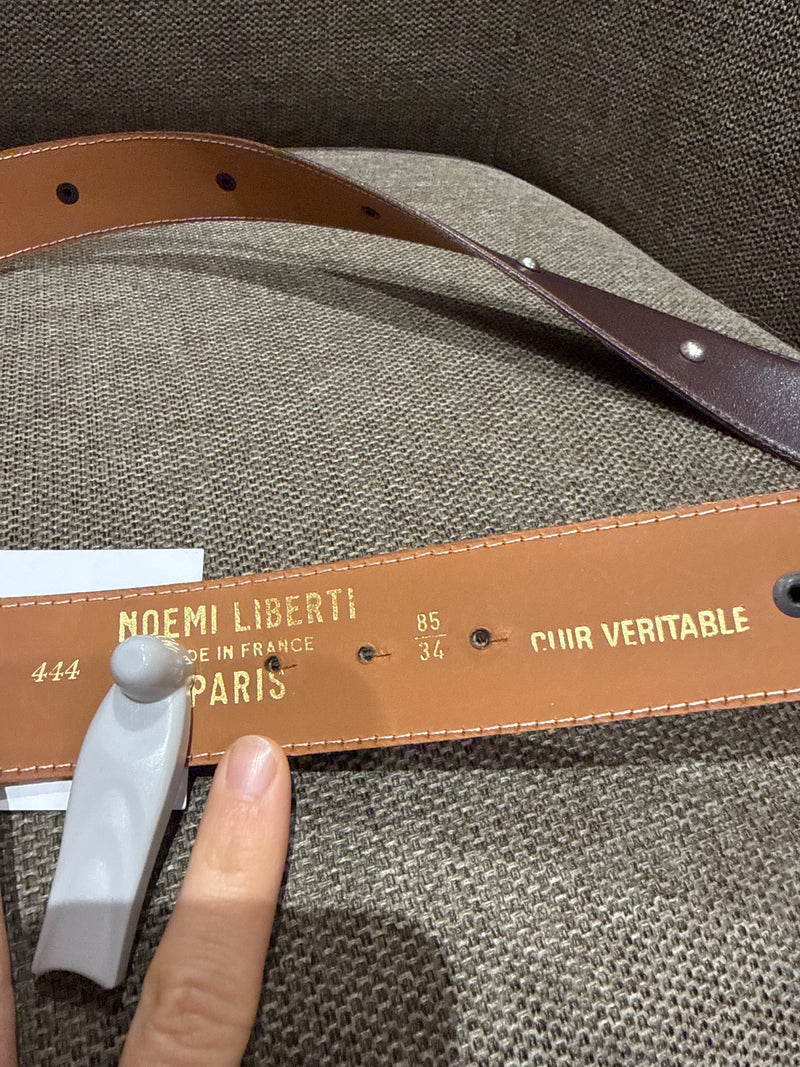 444
NOEMI LIBERTI
DE IN FRANCE
PARIS
85
34
CUIR VERITABLE